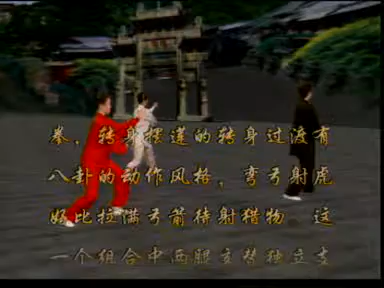 拳，转身摆莲的转身过渡有
八卦的动作风格，弯弓射虎
好比拉满弓箭待射猎物 这
一个组合中两腿支替独立支